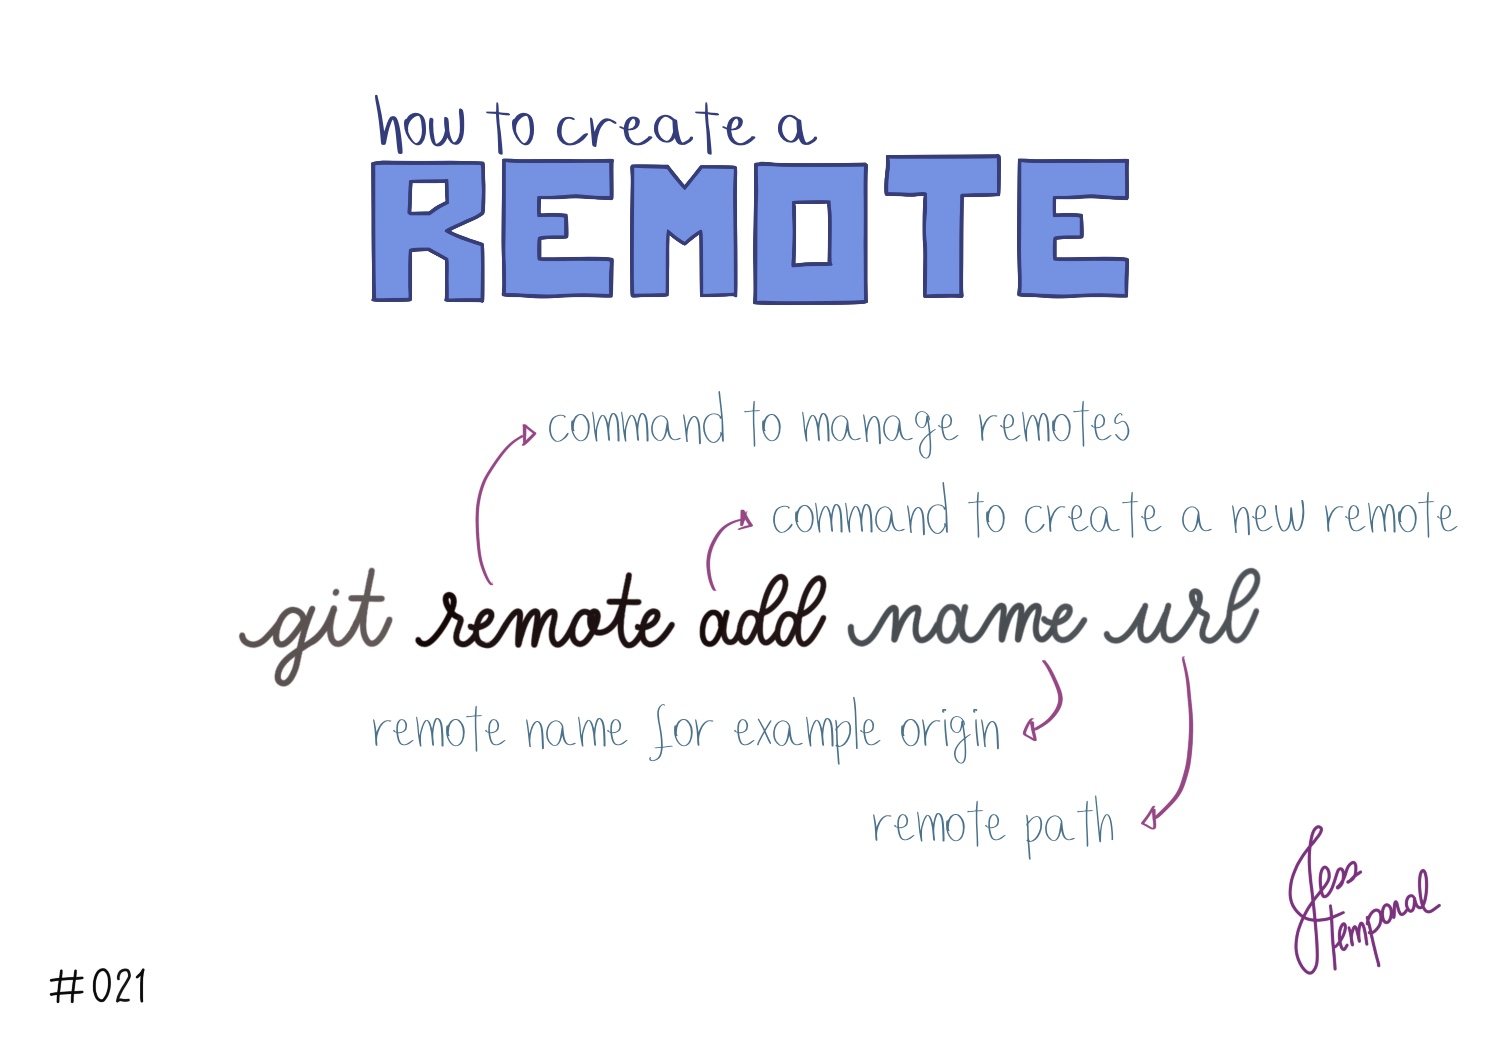 how to create a
REMOTE
command to manage remotes
command to create a new remote
git remote add name url
remote name for example origin
remote path
Jess
temporal
#021